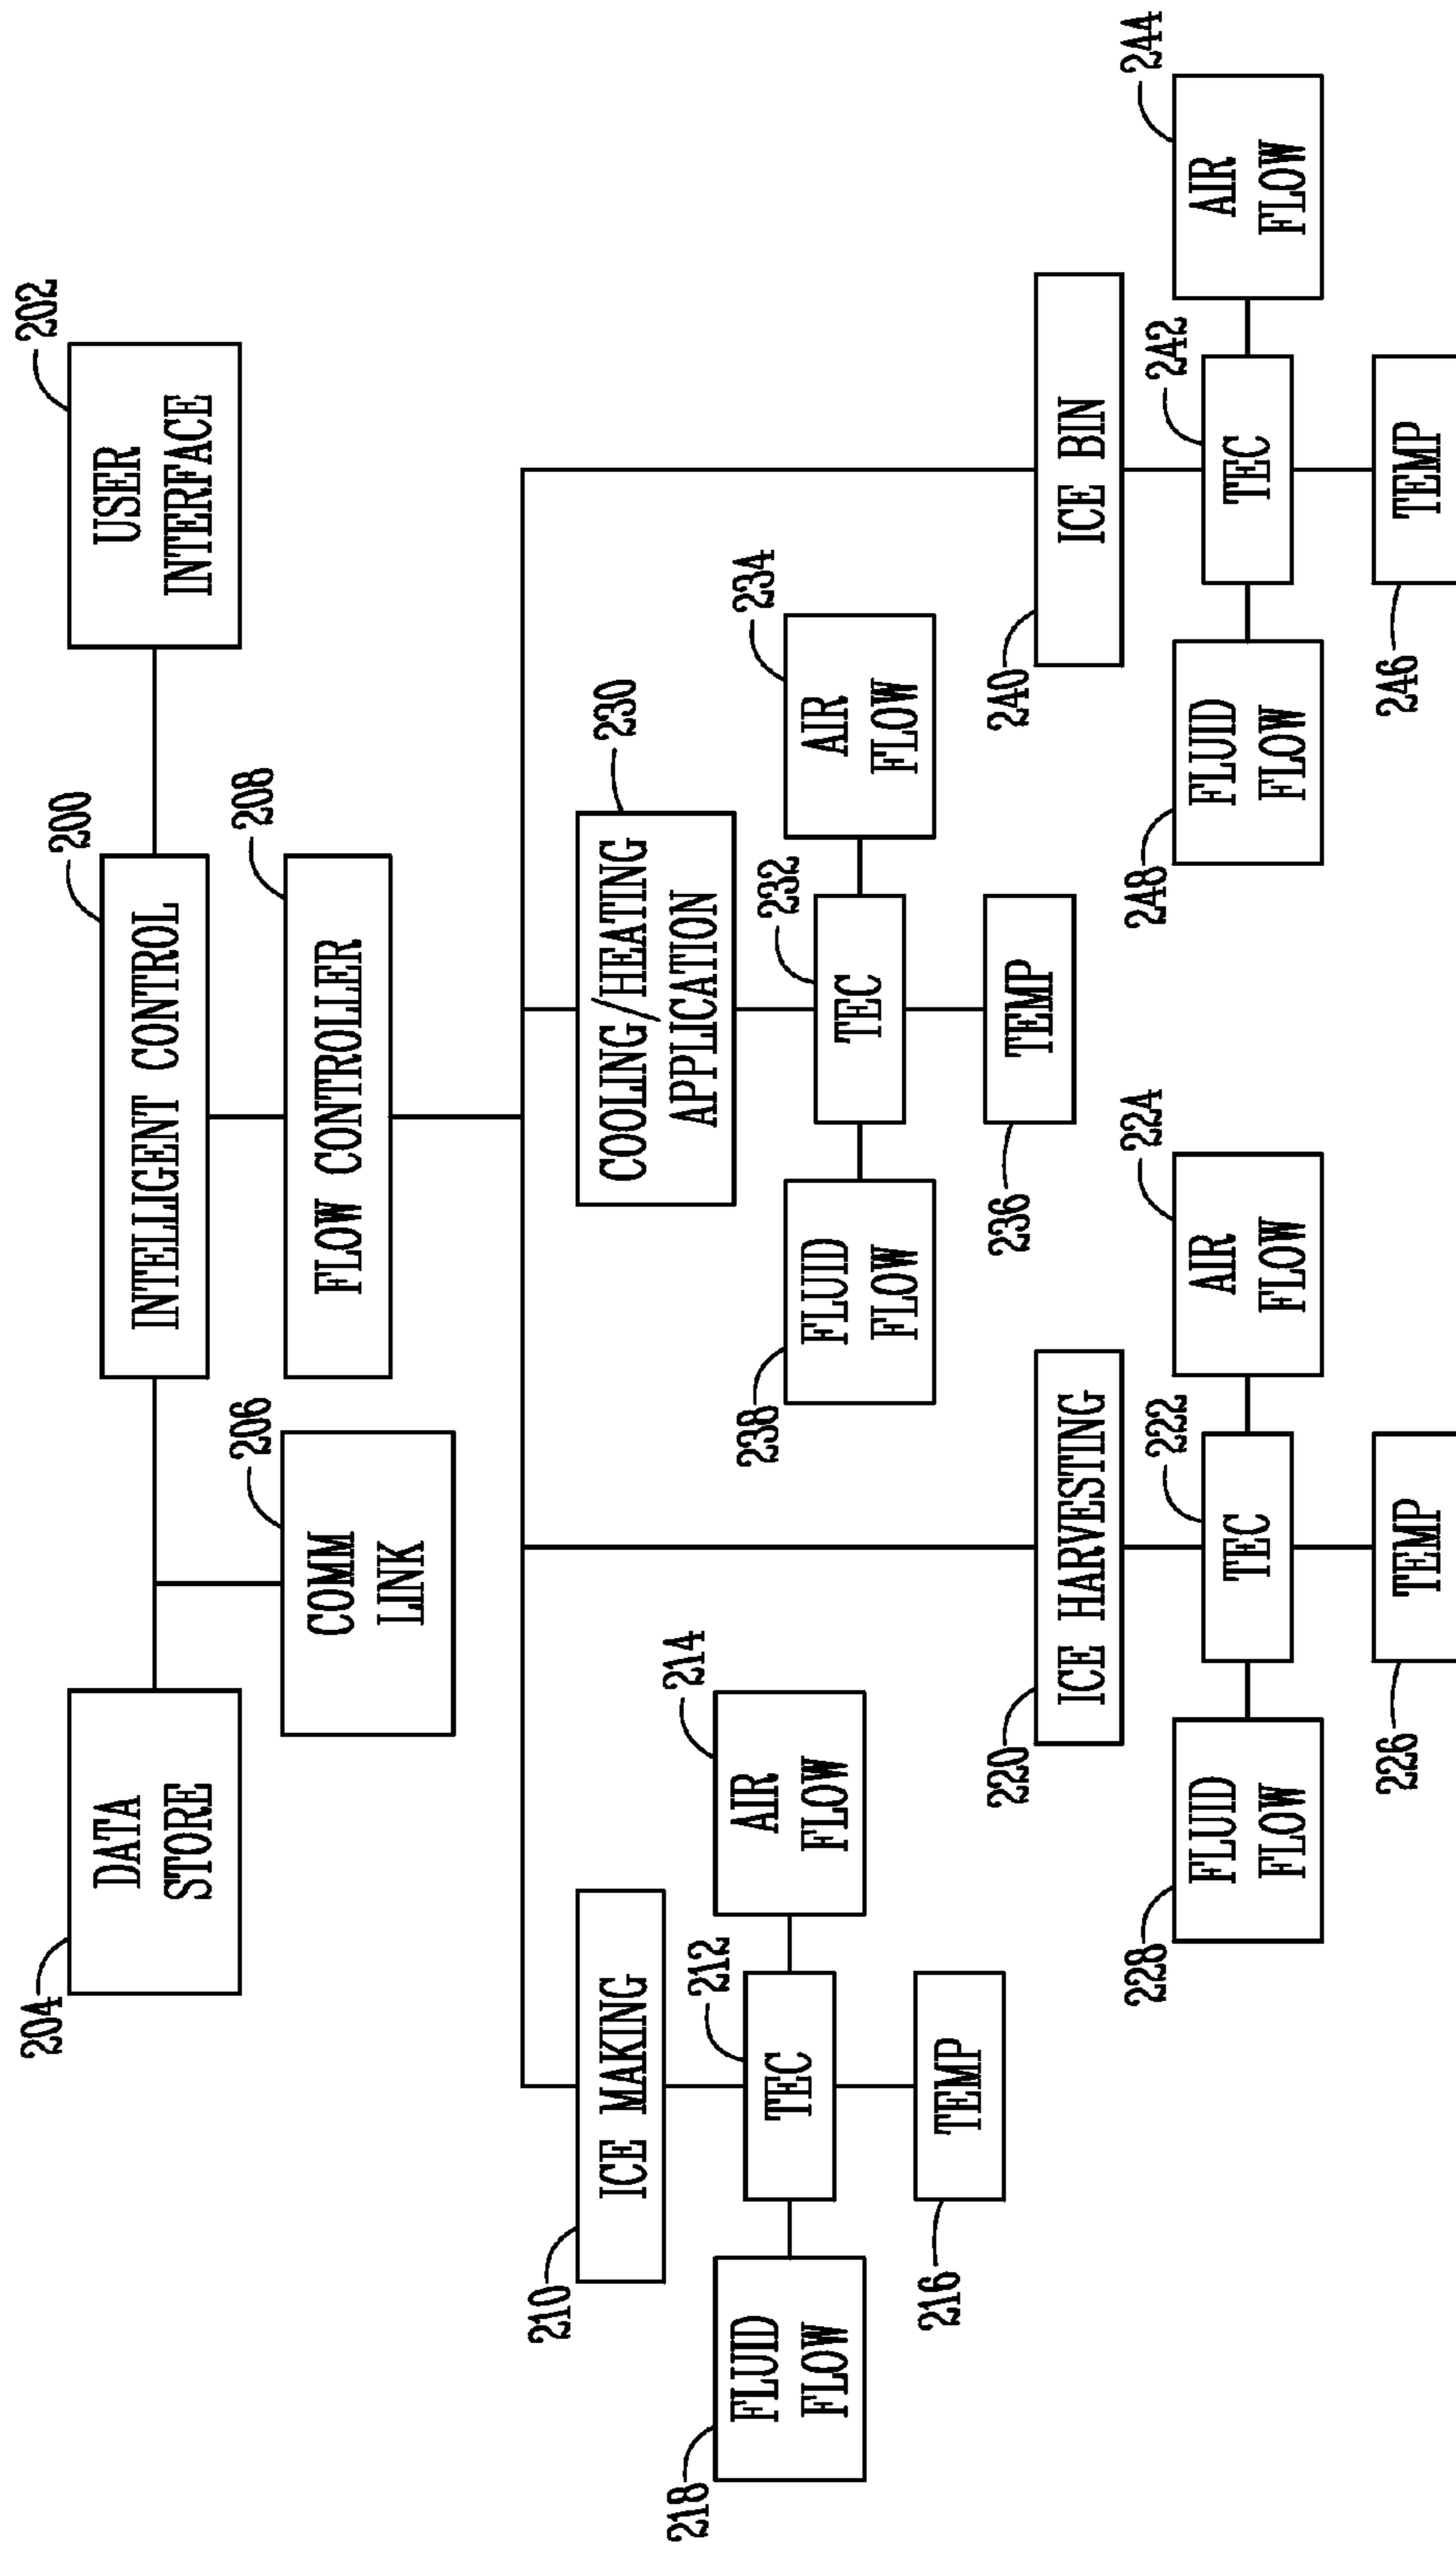 204
DATA
STORE
206
COMM
LINK
200
INTELLIGENT CONTROL
202
USER
INTERFACE
208
FLOW CONTROLLER
210
ICE MAKING
212
TEC
214
AIR
FLOW
218
FLUID
FLOW
216
TEMP
220
ICE HARVESTING
222
TEC
224
AIR
FLOW
228
FLUID
FLOW
226
TEMP
230
COOLING/HEATING
APPLICATION
232
TEC
234
AIR
FLOW
238
FLUID
FLOW
236
TEMP
240
ICE BIN
242
TEC
244
AIR
FLOW
248
FLUID
FLOW
246
TEMP